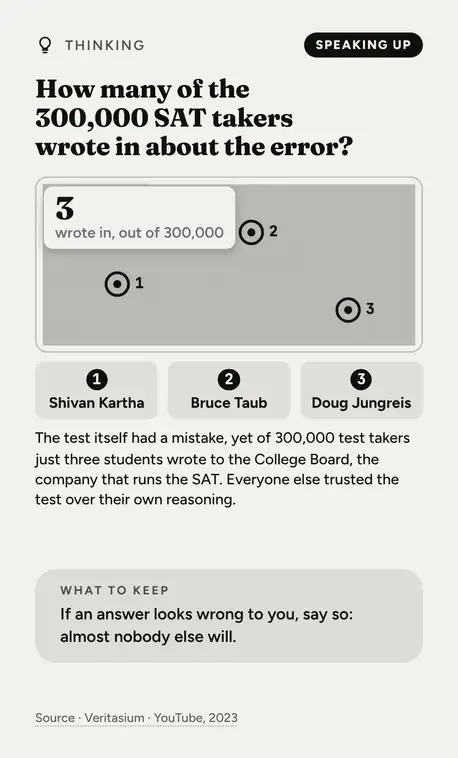 THINKING
SPEAKING UP
How many of the
300,000 SAT takers
wrote in about the error?
3
wrote in, out of 300,000
2
1
3
1
Shivan Kartha
2
Bruce Taub
3
Doug Jungreis
The test itself had a mistake, yet of 300,000 test takers
just three students wrote to the College Board, the
company that runs the SAT. Everyone else trusted the
test over their own reasoning.
WHAT TO KEEP
If an answer looks wrong to you, say so:
almost nobody else will.
Source · Veritasium · YouTube, 2023